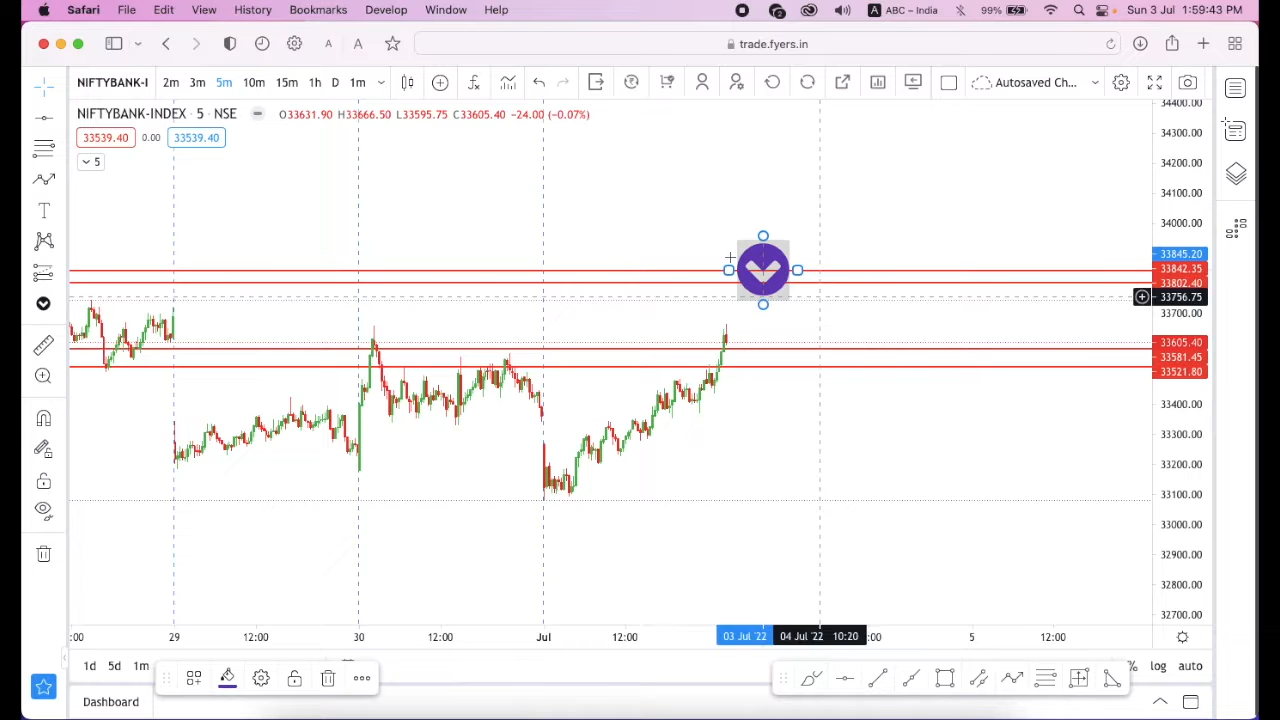 Safari File Edit View History Bookmarks Develop Window Help 2 A ABC – India 99% Sun 3 Jul 1:59:43 PM
A A trade.fyers.in
NIFTYBANK-I 2m 3m 5m 10m 15m 1h D 1m Autosaved Ch...
NIFTYBANK-INDEX · 5 · NSE O33631.90 H33666.50 L33595.75 C33605.40 −24.00 (−0.07%)
33539.40 0.00 33539.40
5
34400.00
34300.00
34200.00
34100.00
34000.00
33845.20
33842.35
33802.40
33756.75
33700.00
33605.40
33581.45
33521.80
33400.00
33300.00
33200.00
33100.00
33000.00
32900.00
32800.00
32700.00
:00 29 12:00 30 12:00 Jul 12:00 03 Jul '22 04 Jul '22 10:20 :00 5 12:00
1d 5d 1m % log auto
Dashboard